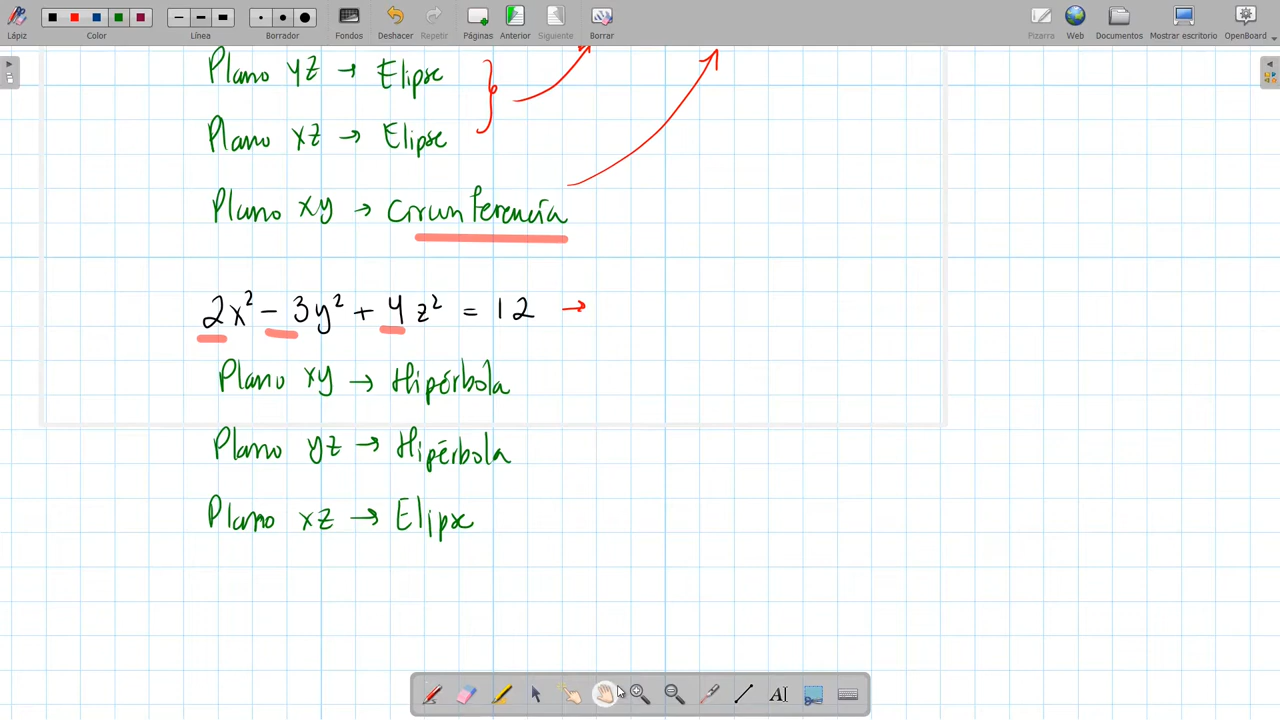 Lápiz Color Línea Borrador Fondos Deshacer Repetir Páginas Anterior Siguiente Borrar Pizarra Web Documentos Mostrar escritorio OpenBoard
Plano yz → Elipse
Plano xz → Elipse
Plano xy → Circunferencia
2x² - 3y² + 4z² = 12 →
Plano xy → Hipérbola
Plano yz → Hipérbola
Plano xz → Elipse
AI